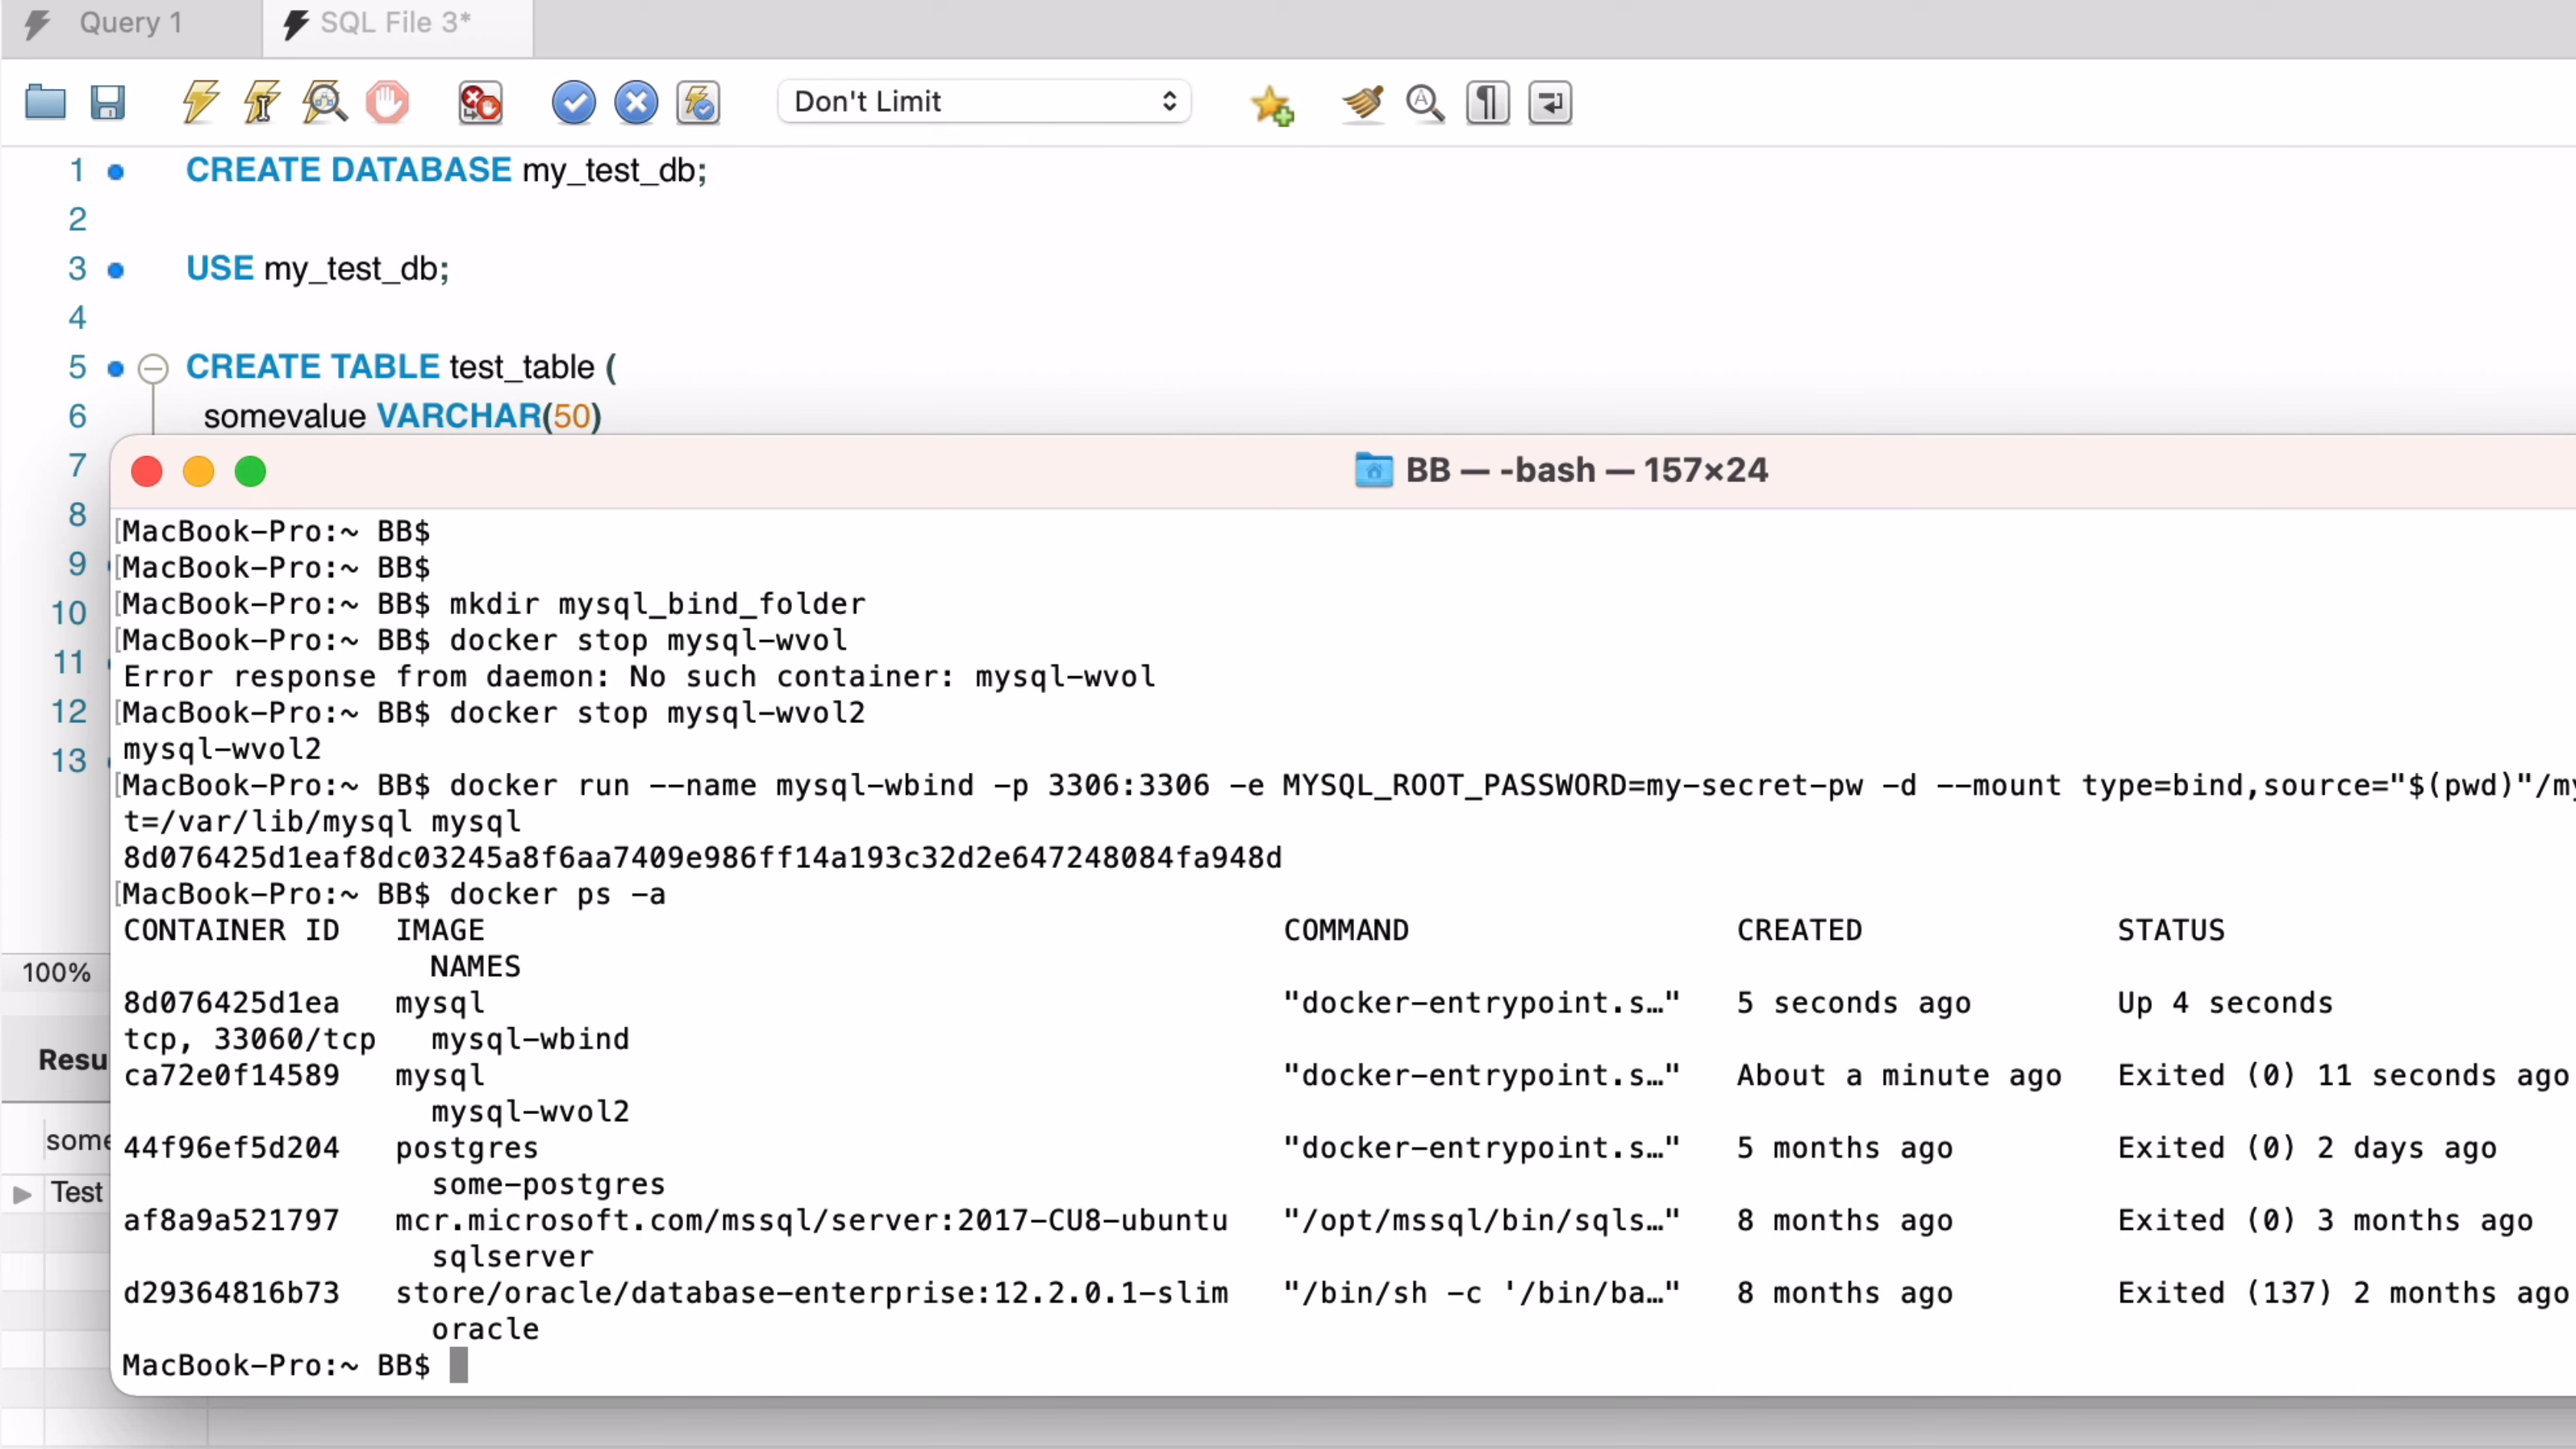 Query 1
SQL File 3*
Don't Limit
1 CREATE DATABASE my_test_db;
2
3 USE my_test_db;
4
5 CREATE TABLE test_table (
6 somevalue VARCHAR(50)
7
8
9
10
11
12
13
100%
Resu
some
Test
BB — -bash — 157×24
[MacBook-Pro:~ BB$
[MacBook-Pro:~ BB$
[MacBook-Pro:~ BB$ mkdir mysql_bind_folder
[MacBook-Pro:~ BB$ docker stop mysql-wvol
Error response from daemon: No such container: mysql-wvol
[MacBook-Pro:~ BB$ docker stop mysql-wvol2
mysql-wvol2
[MacBook-Pro:~ BB$ docker run --name mysql-wbind -p 3306:3306 -e MYSQL_ROOT_PASSWORD=my-secret-pw -d --mount type=bind,source="$(pwd)"/my
t=/var/lib/mysql mysql
8d076425d1eaf8dc03245a8f6aa7409e986ff14a193c32d2e647248084fa948d
[MacBook-Pro:~ BB$ docker ps -a
CONTAINER ID IMAGE COMMAND CREATED STATUS
NAMES
8d076425d1ea mysql "docker-entrypoint.s…" 5 seconds ago Up 4 seconds
tcp, 33060/tcp mysql-wbind
ca72e0f14589 mysql "docker-entrypoint.s…" About a minute ago Exited (0) 11 seconds ago
mysql-wvol2
44f96ef5d204 postgres "docker-entrypoint.s…" 5 months ago Exited (0) 2 days ago
some-postgres
af8a9a521797 mcr.microsoft.com/mssql/server:2017-CU8-ubuntu "/opt/mssql/bin/sqls…" 8 months ago Exited (0) 3 months ago
sqlserver
d29364816b73 store/oracle/database-enterprise:12.2.0.1-slim "/bin/sh -c '/bin/ba…" 8 months ago Exited (137) 2 months ago
oracle
MacBook-Pro:~ BB$